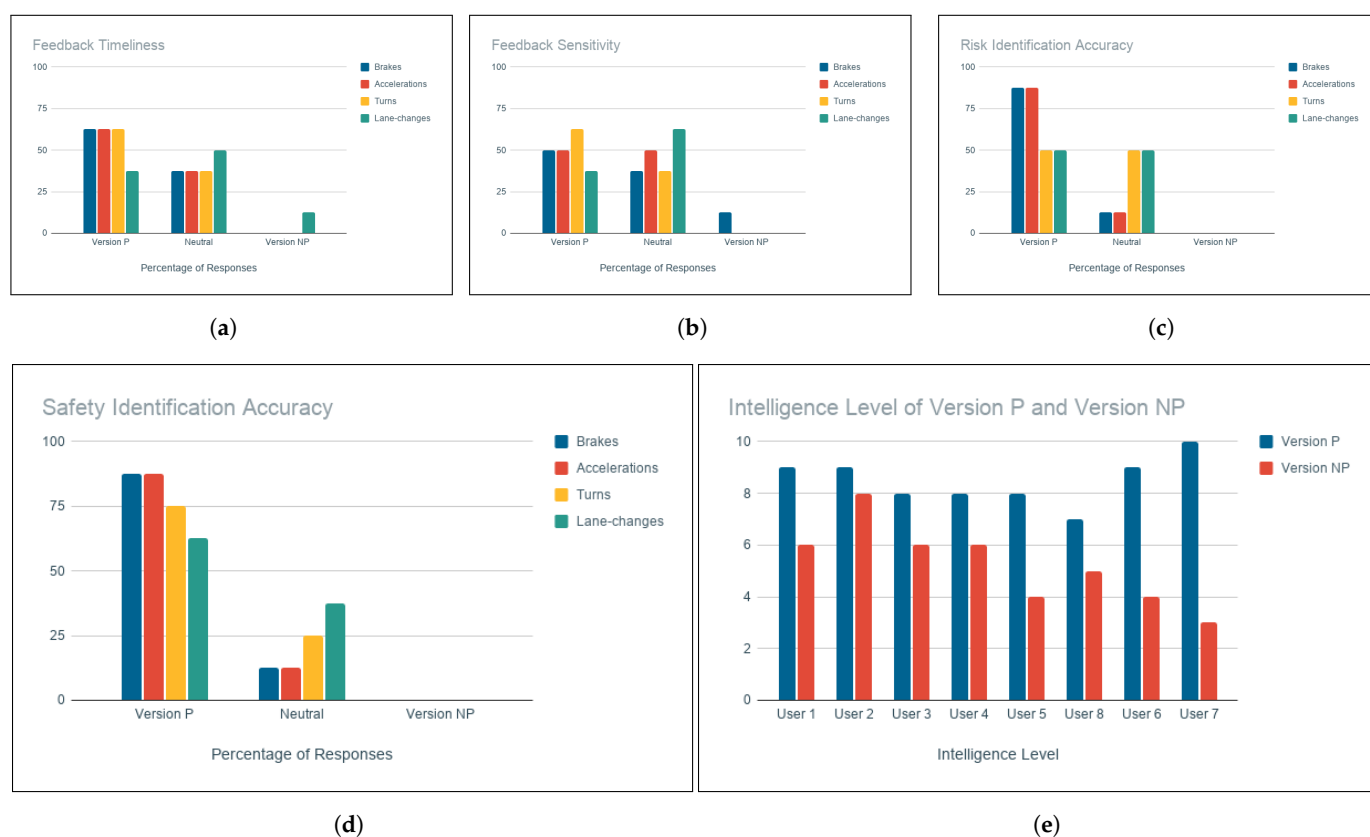 Feedback Timeliness
100
75
50
25
0
Version P Neutral Version NP
Percentage of Responses
Brakes
Accelerations
Turns
Lane-changes
(a)
Feedback Sensitivity
100
75
50
25
0
Version P Neutral Version NP
Percentage of Responses
Brakes
Accelerations
Turns
Lane-changes
(b)
Risk Identification Accuracy
100
75
50
25
0
Version P Neutral Version NP
Percentage of Responses
Brakes
Accelerations
Turns
Lane-changes
(c)
Safety Identification Accuracy
100
75
50
25
0
Version P Neutral Version NP
Percentage of Responses
Brakes
Accelerations
Turns
Lane-changes
(d)
Intelligence Level of Version P and Version NP
10
8
6
4
2
0
User 1 User 2 User 3 User 4 User 5 User 8 User 6 User 7
Intelligence Level
Version P
Version NP
(e)